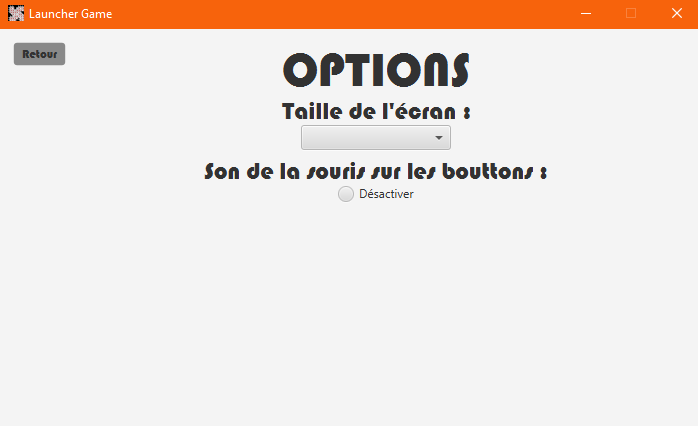 Launcher Game
Retour
OPTIONS
Taille de l'écran :
Son de la souris sur les bouttons :
Désactiver